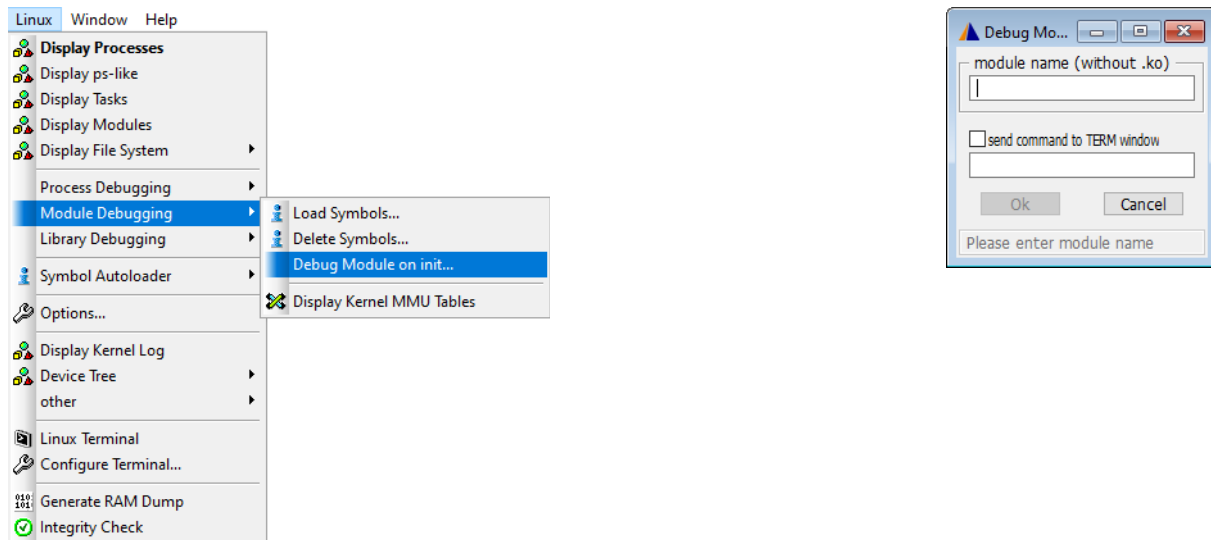 Linux Window Help
Display Processes
Display ps-like
Display Tasks
Display Modules
Display File System
Process Debugging
Module Debugging
Library Debugging
Symbol Autoloader
Options...
Display Kernel Log
Device Tree
other
Linux Terminal
Configure Terminal...
Generate RAM Dump
Integrity Check
Load Symbols...
Delete Symbols...
Debug Module on init...
Display Kernel MMU Tables
Debug Mo...
module name (without .ko)
send command to TERM window
Ok Cancel
Please enter module name